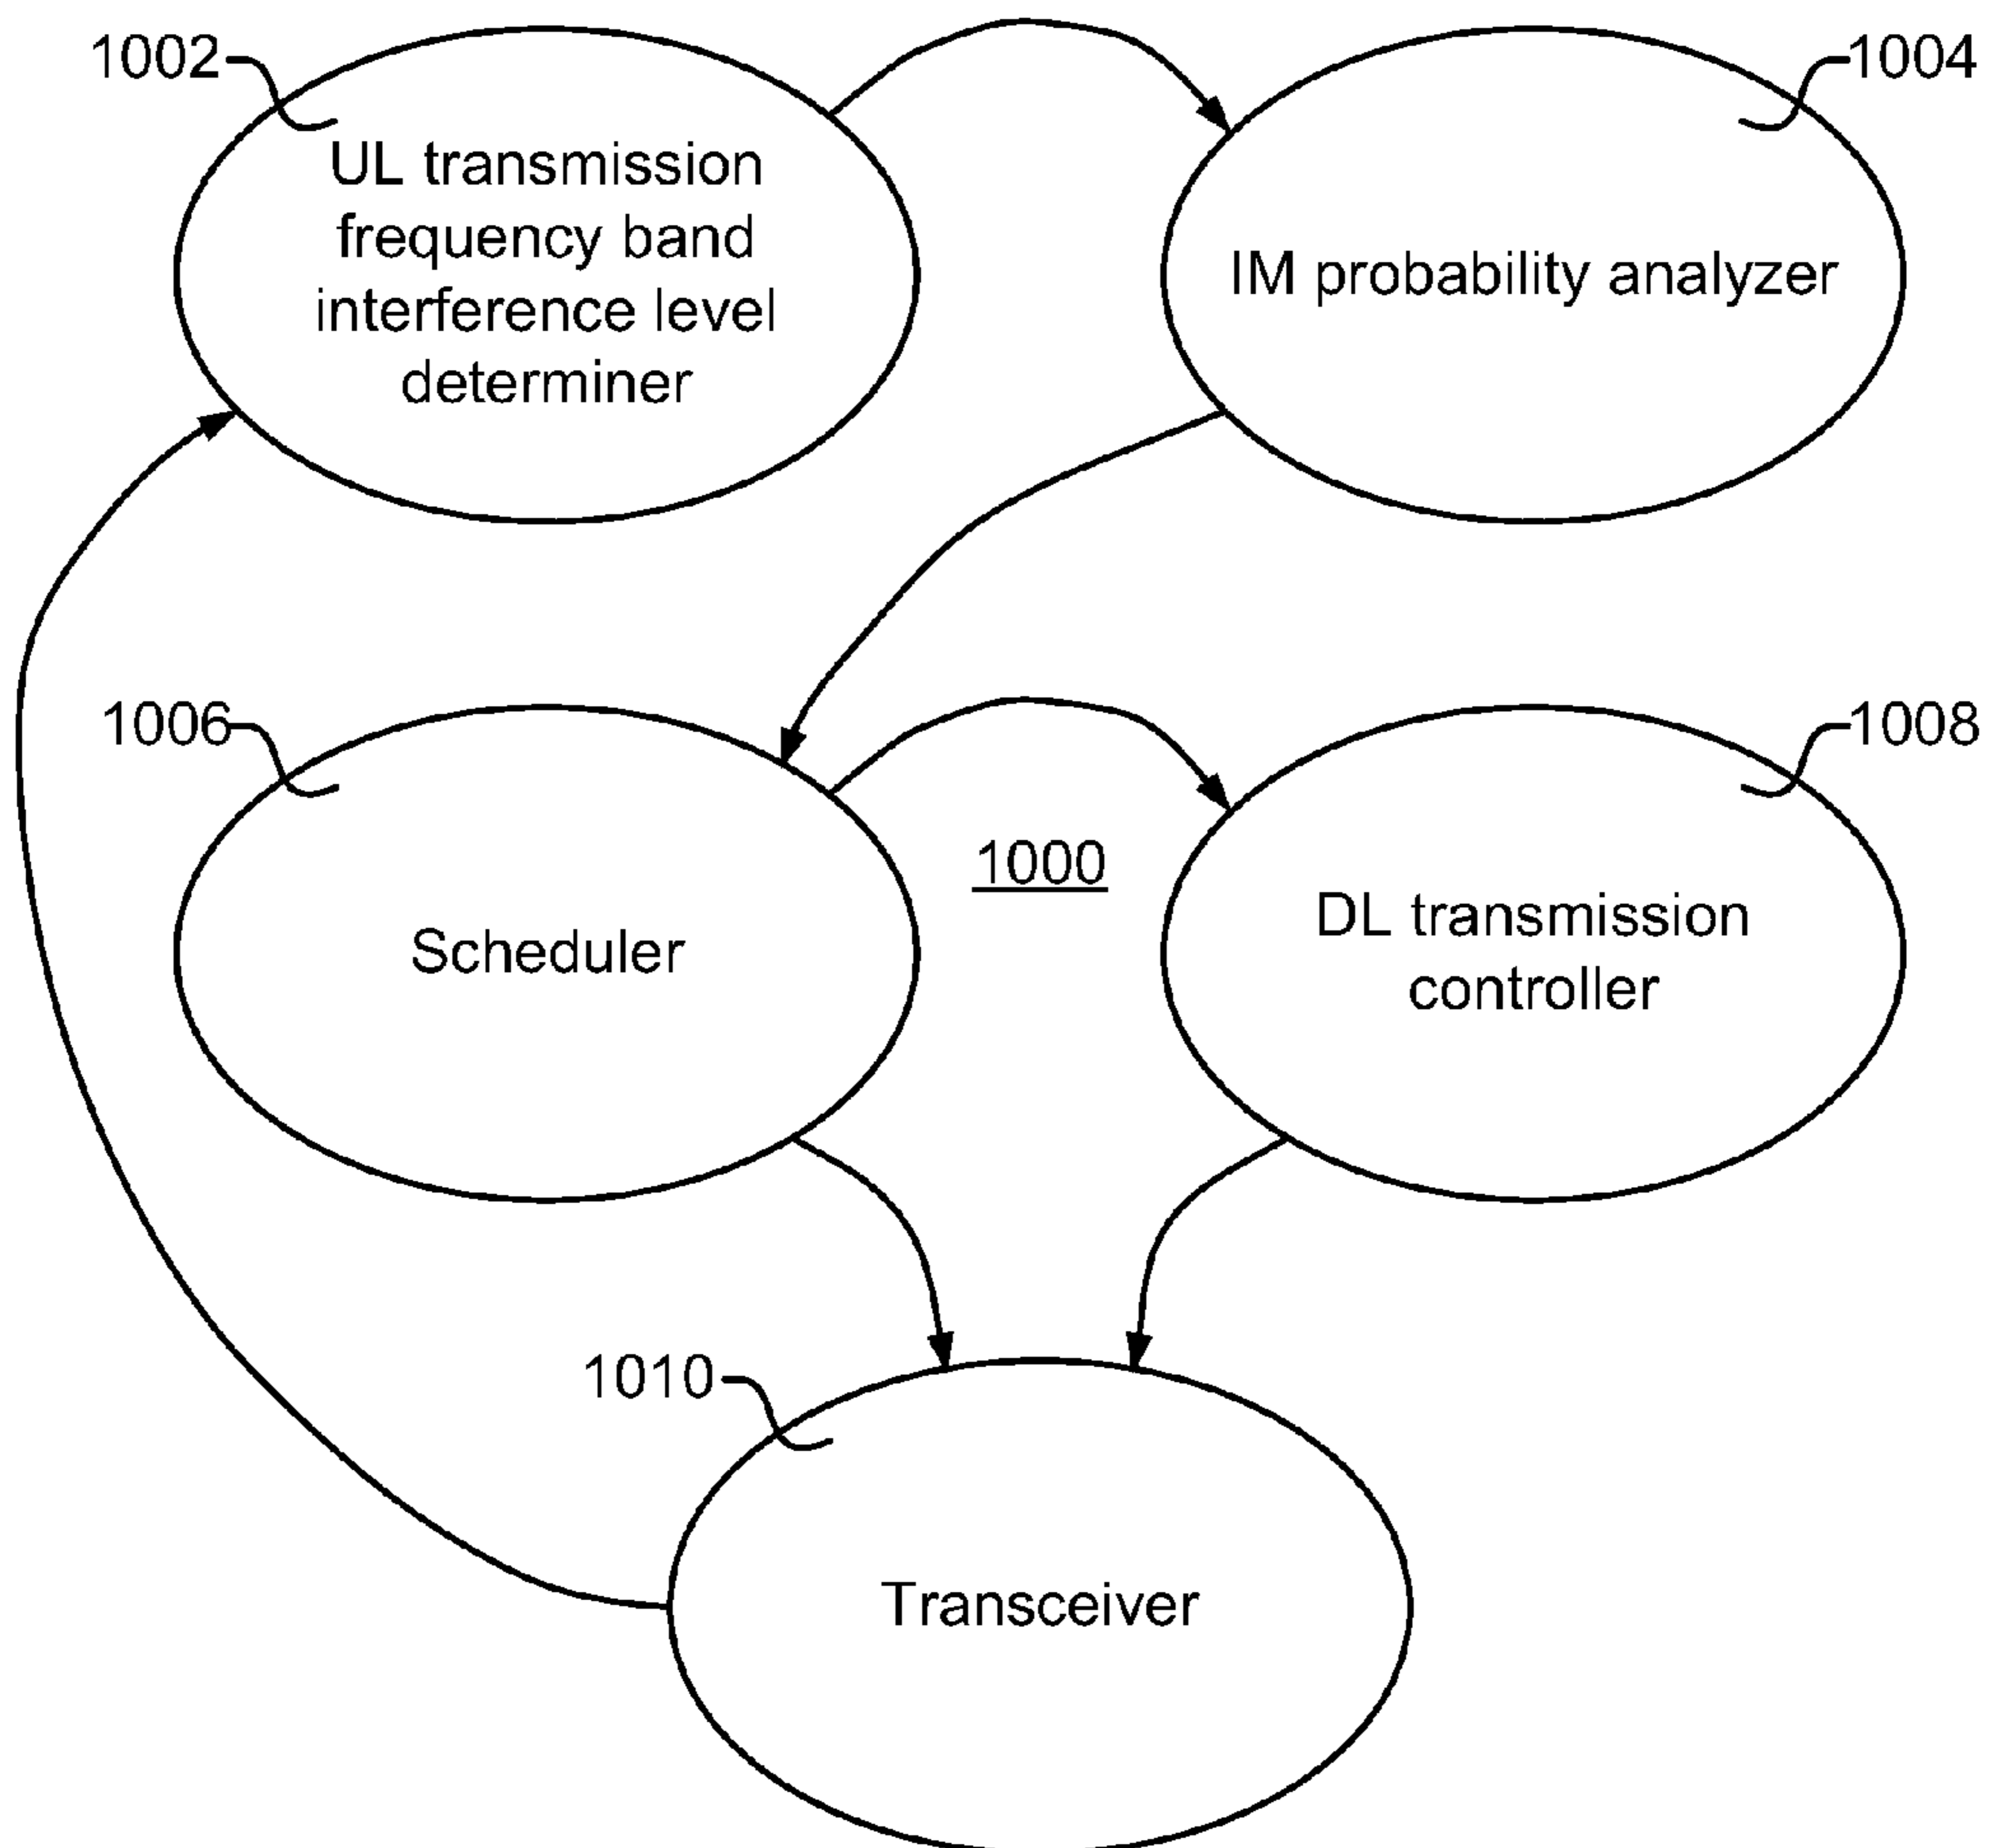 1002
1004
UL transmission
frequency band
interference level
determiner
IM probability analyzer
1006
1008
1000
Scheduler
DL transmission
controller
1010
Transceiver